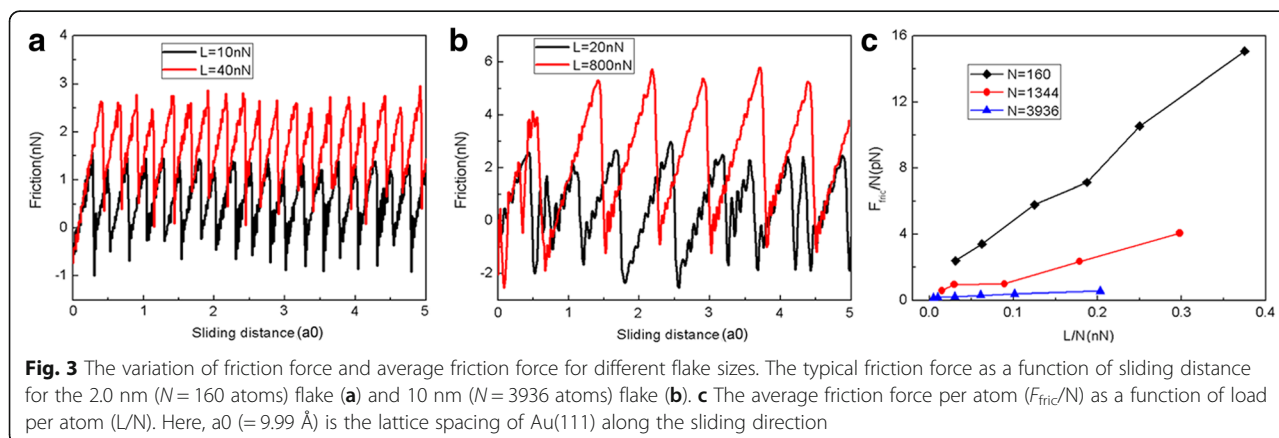 a
4
3
2
1
0
-1
Friction(nN)
L=10nN
L=40nN
0 1 2 3 4 5
Sliding distance (a0)
b
6
4
2
0
-2
Friction(nN)
L=20nN
L=800nN
0 1 2 3 4 5
Sliding distance (a0)
c
16
12
8
4
0
F_fric/N(pN)
N=160
N=1344
N=3936
0.0 0.1 0.2 0.3 0.4
L/N(nN)
Fig. 3 The variation of friction force and average friction force for different flake sizes. The typical friction force as a function of sliding distance
for the 2.0 nm (N = 160 atoms) flake (a) and 10 nm (N = 3936 atoms) flake (b). c The average friction force per atom (F_fric/N) as a function of load
per atom (L/N). Here, a0 (= 9.99 Å) is the lattice spacing of Au(111) along the sliding direction